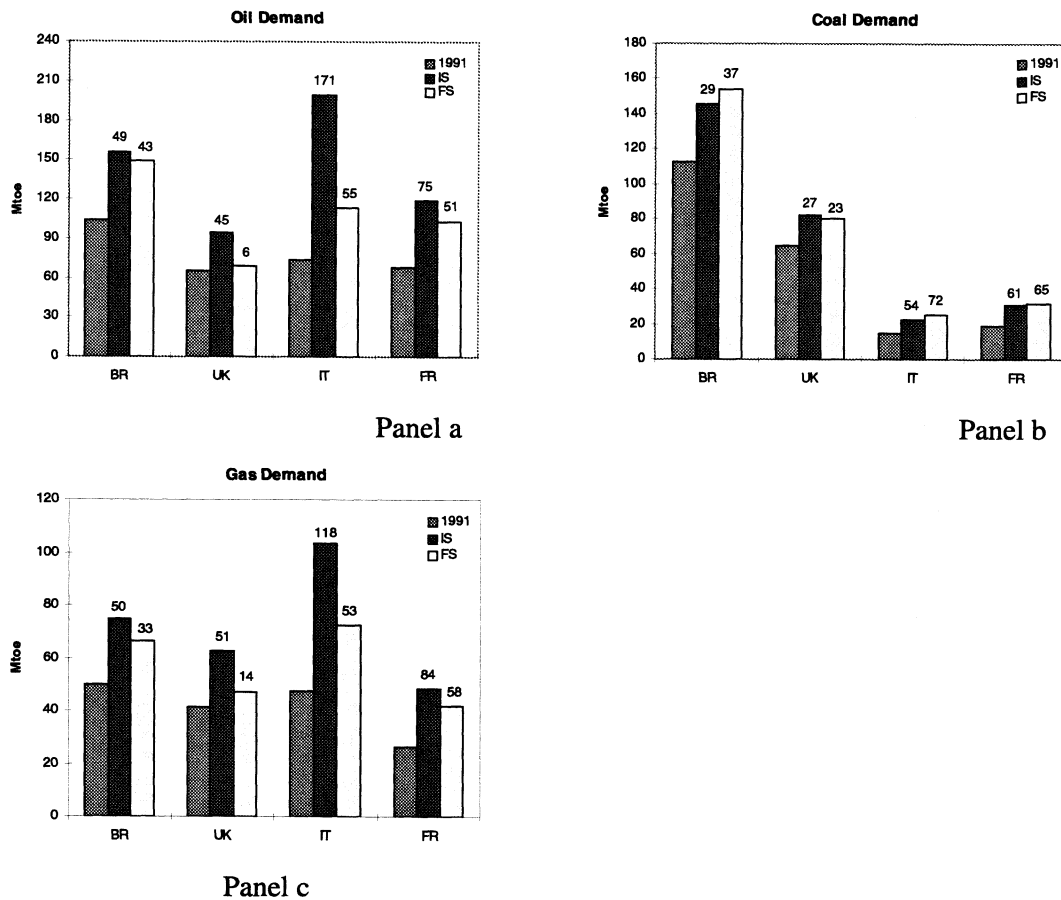 Oil Demand
240
210
180
150
120
90
60
30
0
Mtoe
1991
IS
FS
49
43
45
6
171
55
75
51
BR
UK
IT
FR
Panel a
Coal Demand
180
160
140
120
100
80
60
40
20
0
Mtoe
1991
IS
FS
29
37
27
23
54
72
61
65
BR
UK
IT
FR
Panel b
Gas Demand
120
100
80
60
40
20
0
Mtoe
1991
IS
FS
50
33
51
14
118
53
84
58
BR
UK
IT
FR
Panel c